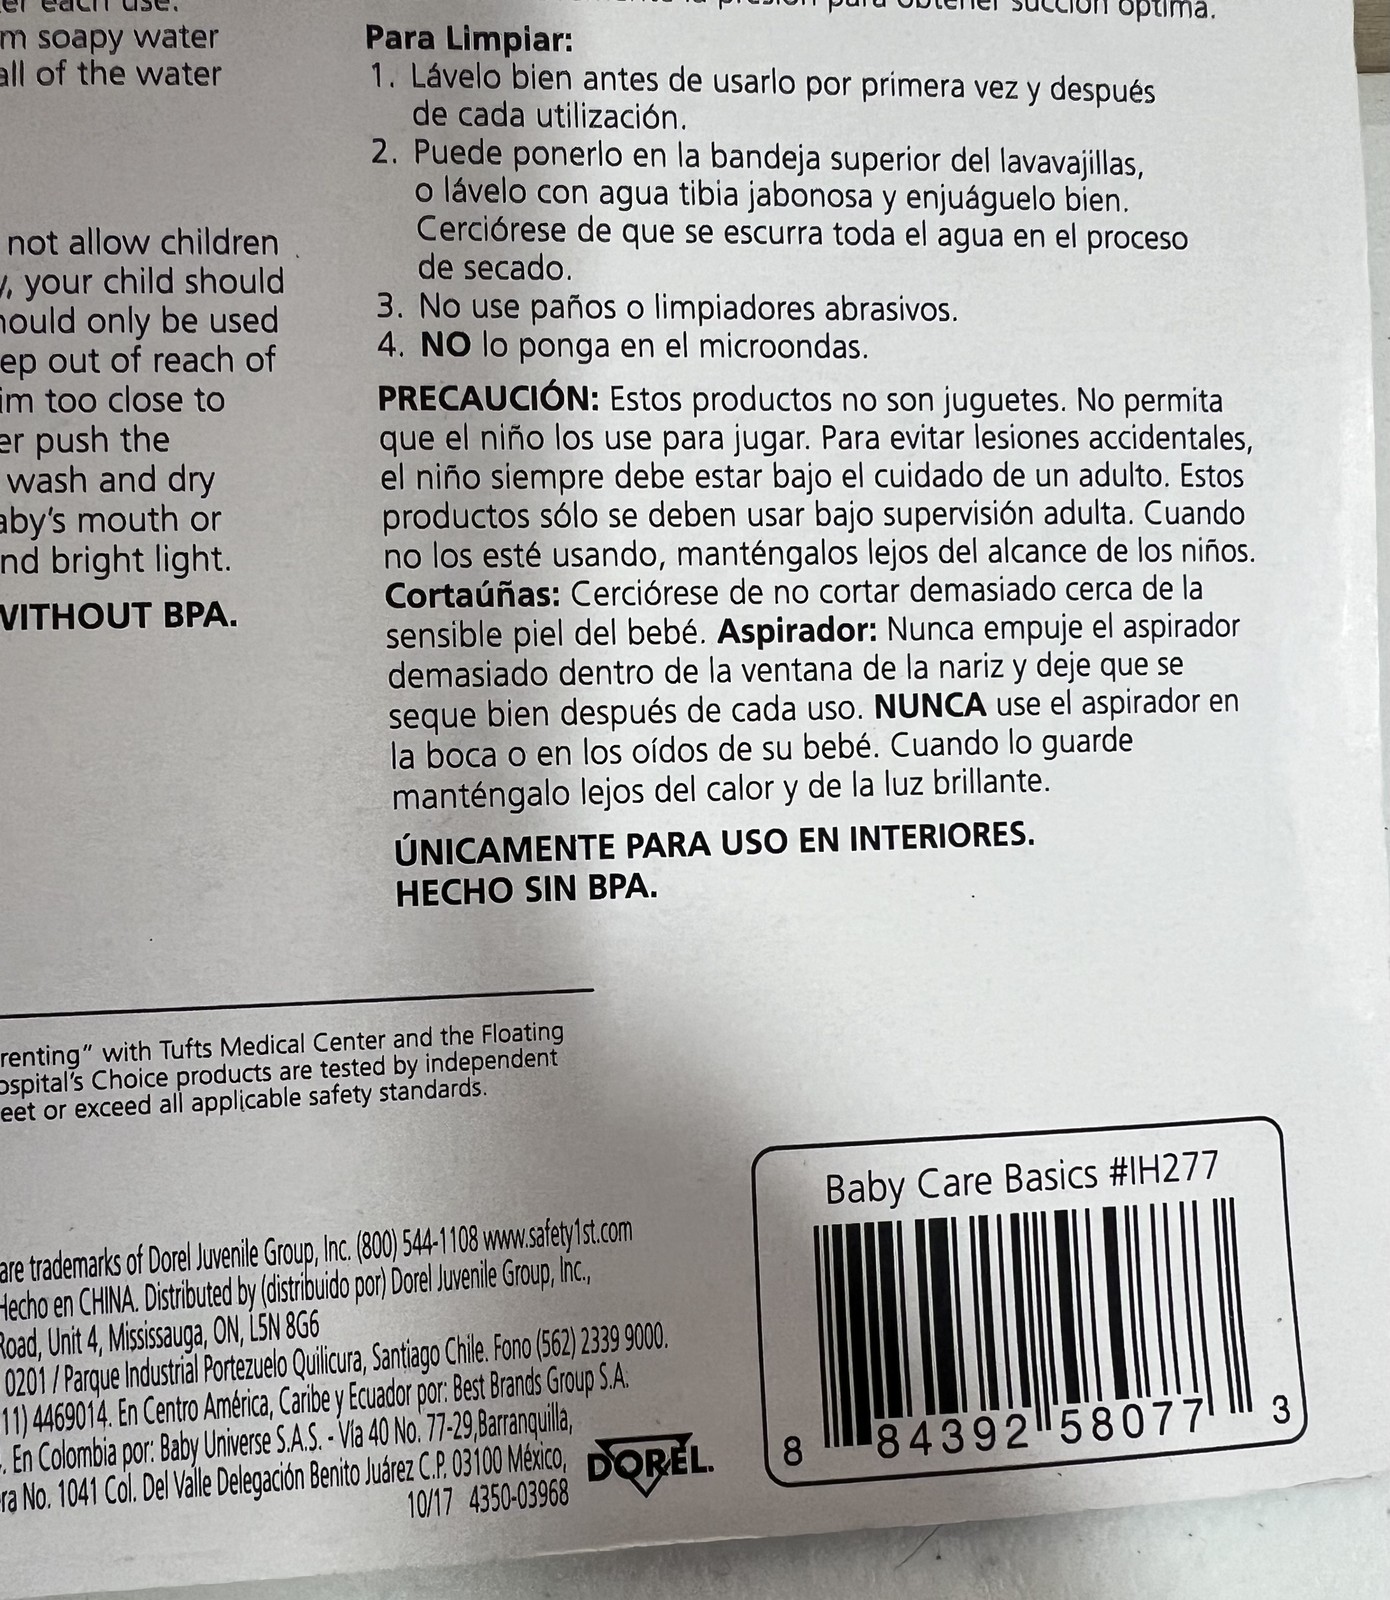 er each use.
m soapy water
all of the water
not allow children
y, your child should
hould only be used
ep out of reach of
im too close to
er push the
wash and dry
aby's mouth or
nd bright light.
WITHOUT BPA.
la presión para obtener succión óptima.
Para Limpiar:
1. Lávelo bien antes de usarlo por primera vez y después
de cada utilización.
2. Puede ponerlo en la bandeja superior del lavavajillas,
o lávelo con agua tibia jabonosa y enjuáguelo bien.
Cerciórese de que se escurra toda el agua en el proceso
de secado.
3. No use paños o limpiadores abrasivos.
4. NO lo ponga en el microondas.
PRECAUCIÓN: Estos productos no son juguetes. No permita
que el niño los use para jugar. Para evitar lesiones accidentales,
el niño siempre debe estar bajo el cuidado de un adulto. Estos
productos sólo se deben usar bajo supervisión adulta. Cuando
no los esté usando, manténgalos lejos del alcance de los niños.
Cortaúñas: Cerciórese de no cortar demasiado cerca de la
sensible piel del bebé. Aspirador: Nunca empuje el aspirador
demasiado dentro de la ventana de la nariz y deje que se
seque bien después de cada uso. NUNCA use el aspirador en
la boca o en los oídos de su bebé. Cuando lo guarde
manténgalo lejos del calor y de la luz brillante.
ÚNICAMENTE PARA USO EN INTERIORES.
HECHO SIN BPA.
renting" with Tufts Medical Center and the Floating
ospital's Choice products are tested by independent
eet or exceed all applicable safety standards.
are trademarks of Dorel Juvenile Group, Inc. (800) 544-1108 www.safety1st.com
Hecho en CHINA. Distributed by (distribuido por) Dorel Juvenile Group, Inc.,
Road, Unit 4, Mississauga, ON, L5N 8G6
0201 / Parque Industrial Portezuelo Quilicura, Santiago Chile. Fono (562) 2339 9000.
11) 4469014. En Centro América, Caribe y Ecuador por: Best Brands Group S.A.
. En Colombia por: Baby Universe S.A.S. - Vía 40 No. 77-29,Barranquilla,
ra No. 1041 Col. Del Valle Delegación Benito Juárez C.P. 03100 México,
10/17 4350-03968
DOREL.
Baby Care Basics #IH277
8 84392 58077 3